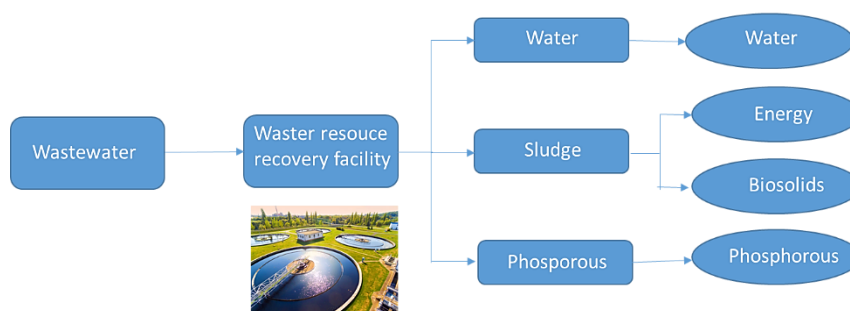 Wastewater
Waster resouce
recovery facility
Water
Sludge
Phosporous
Water
Energy
Biosolids
Phosphorous